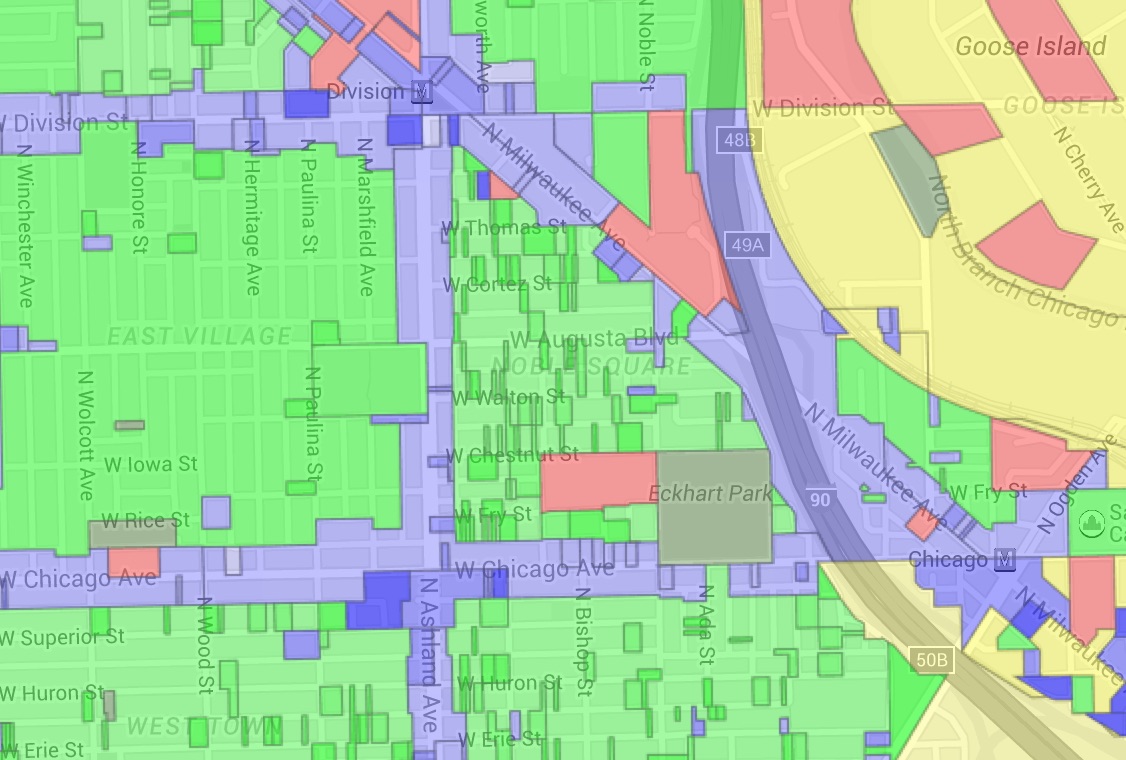 worth Ave
N Noble St
Goose Island
Division M
W Division St
GOOSE IS
W Division St
48B
N Milwaukee Ave
N Cherry Ave
N Winchester Ave
N Honore St
N Hermitage Ave
N Paulina St
N Marshfield Ave
North Branch Chicago
W Thomas St
49A
W Cortez St
EAST VILLAGE
W Augusta Blvd
NOBLE SQUARE
N Wolcott Ave
N Paulina St
W Walton St
N Milwaukee Ave
W Iowa St
W Chestnut St
Eckhart Park
90
W Fry St
N Ogden Ave
W Rice St
W Fry St
Sa
Ca
W Chicago Ave
W Chicago Ave
Chicago M
N Ashland Ave
N Bishop St
N Ada St
N Milwaukee
W Superior St
N Wood St
50B
W Huron St
W Huron St
WEST TOWN
W Erie St
W Erie St